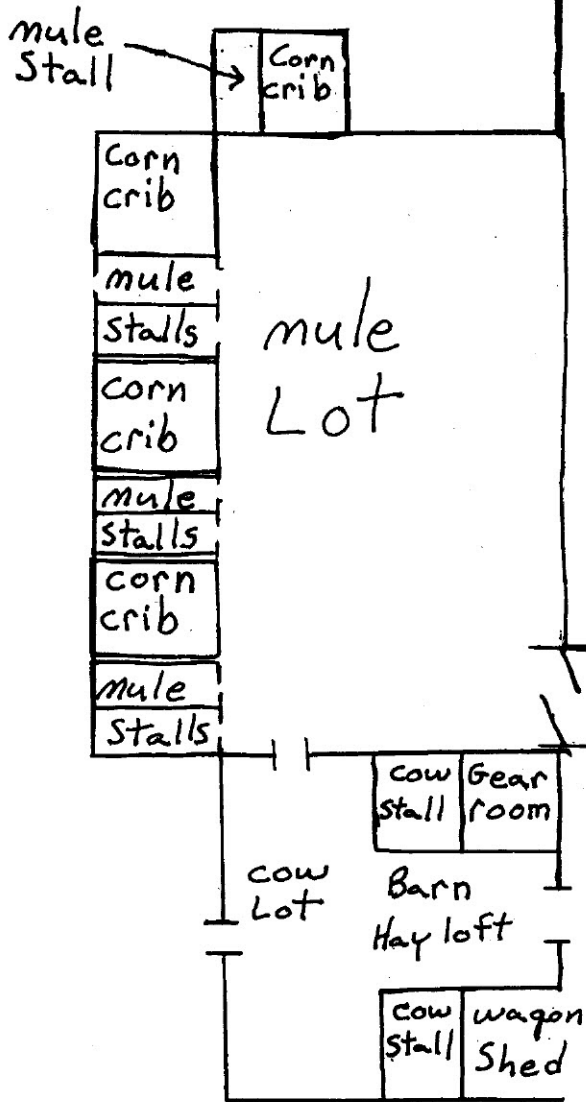 mule
Stall
Corn
crib
Corn
crib
mule
Stalls
mule
Lot
Corn
crib
mule
Stalls
corn
crib
mule
Stalls
cow
stall
Gear
room
cow
Lot
Barn
Hay loft
cow
stall
wagon
Shed